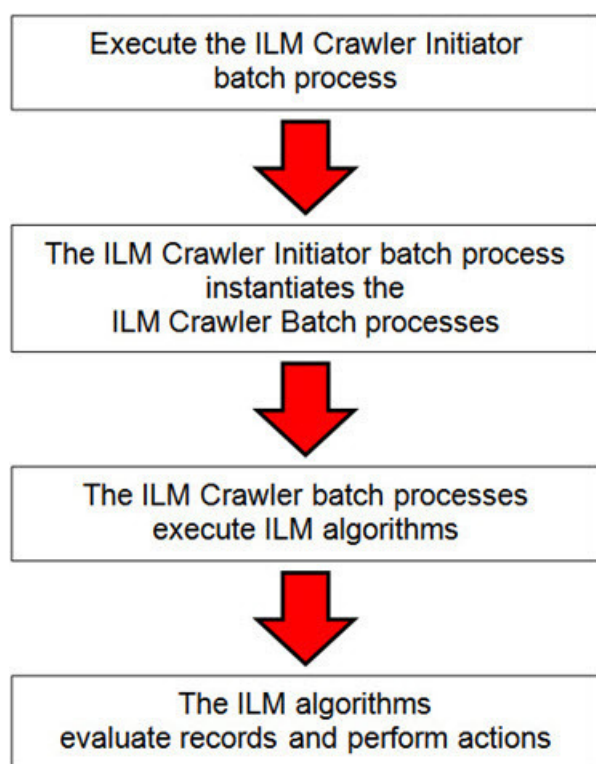 Execute the ILM Crawler Initiator
batch process
The ILM Crawler Initiator batch process
instantiates the
ILM Crawler Batch processes
The ILM Crawler batch processes
execute ILM algorithms
The ILM algorithms
evaluate records and perform actions